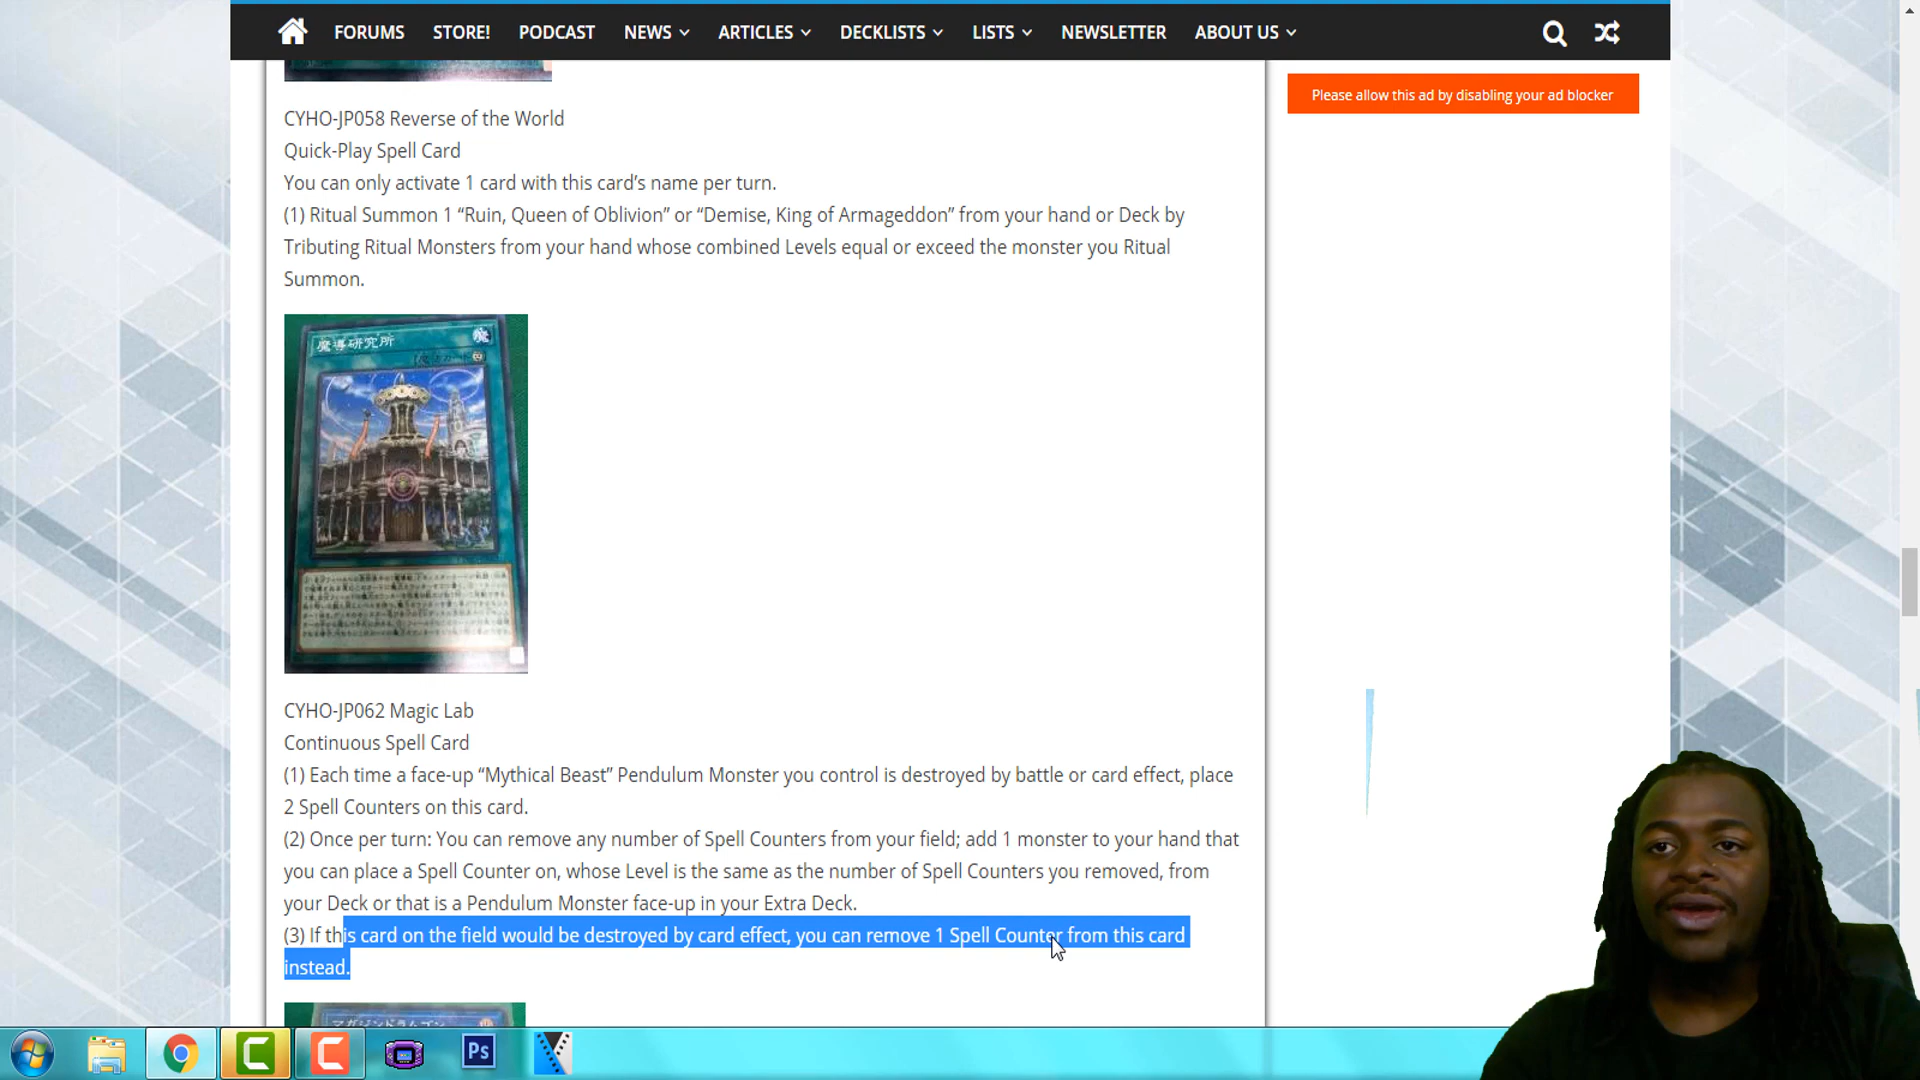 FORUMS STORE! PODCAST NEWS ARTICLES DECKLISTS LISTS NEWSLETTER ABOUT US
Please allow this ad by disabling your ad blocker
CYHO-JP058 Reverse of the World
Quick-Play Spell Card
You can only activate 1 card with this card’s name per turn.
(1) Ritual Summon 1 “Ruin, Queen of Oblivion” or “Demise, King of Armageddon” from your hand or Deck by
Tributing Ritual Monsters from your hand whose combined Levels equal or exceed the monster you Ritual
Summon.
魔導研究所
CYHO-JP062 Magic Lab
Continuous Spell Card
(1) Each time a face-up “Mythical Beast” Pendulum Monster you control is destroyed by battle or card effect, place
2 Spell Counters on this card.
(2) Once per turn: You can remove any number of Spell Counters from your field; add 1 monster to your hand that
you can place a Spell Counter on, whose Level is the same as the number of Spell Counters you removed, from
your Deck or that is a Pendulum Monster face-up in your Extra Deck.
(3) If this card on the field would be destroyed by card effect, you can remove 1 Spell Counter from this card
instead.
Ps